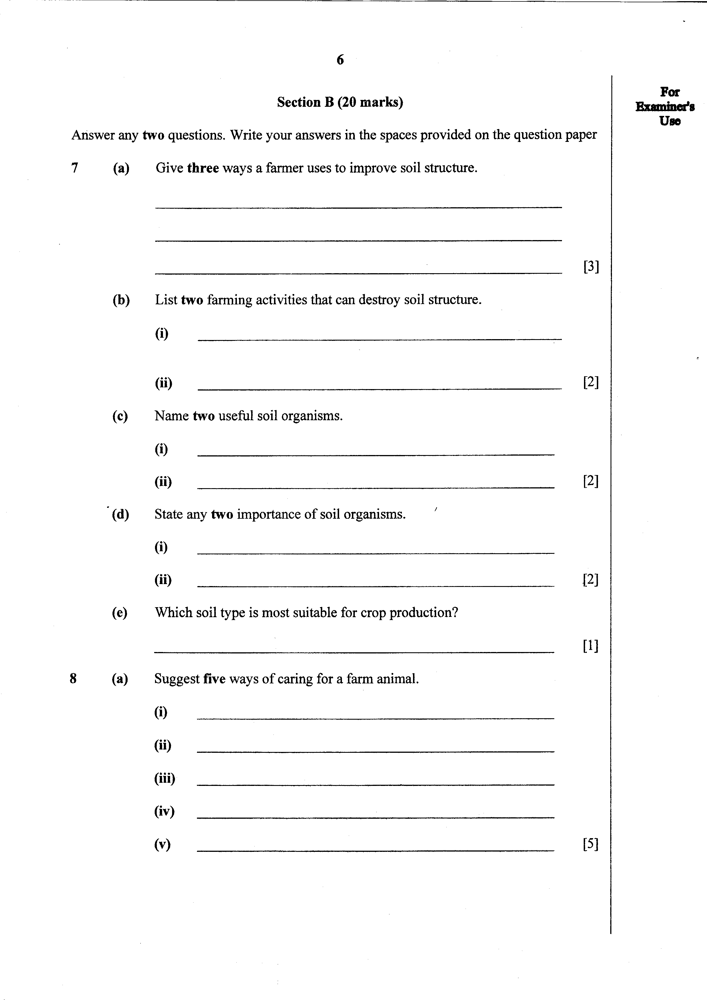 6
For
Examiner's
Use
Section B (20 marks)
Answer any two questions. Write your answers in the spaces provided on the question paper
7 (a) Give three ways a farmer uses to improve soil structure.
[3]
(b) List two farming activities that can destroy soil structure.
(i)
(ii) [2]
(c) Name two useful soil organisms.
(i)
(ii) [2]
(d) State any two importance of soil organisms.
(i)
(ii) [2]
(e) Which soil type is most suitable for crop production?
[1]
8 (a) Suggest five ways of caring for a farm animal.
(i)
(ii)
(iii)
(iv)
(v) [5]